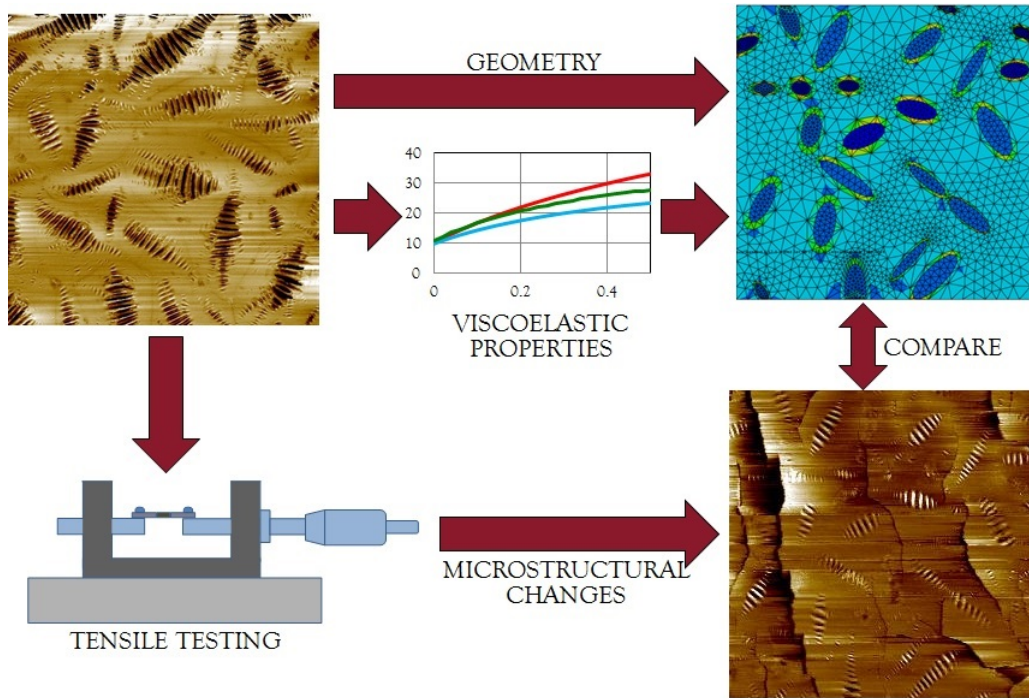 GEOMETRY
40
30
20
10
0
0 0.2 0.4
VISCOELASTIC
PROPERTIES
COMPARE
MICROSTRUCTURAL
CHANGES
TENSILE TESTING